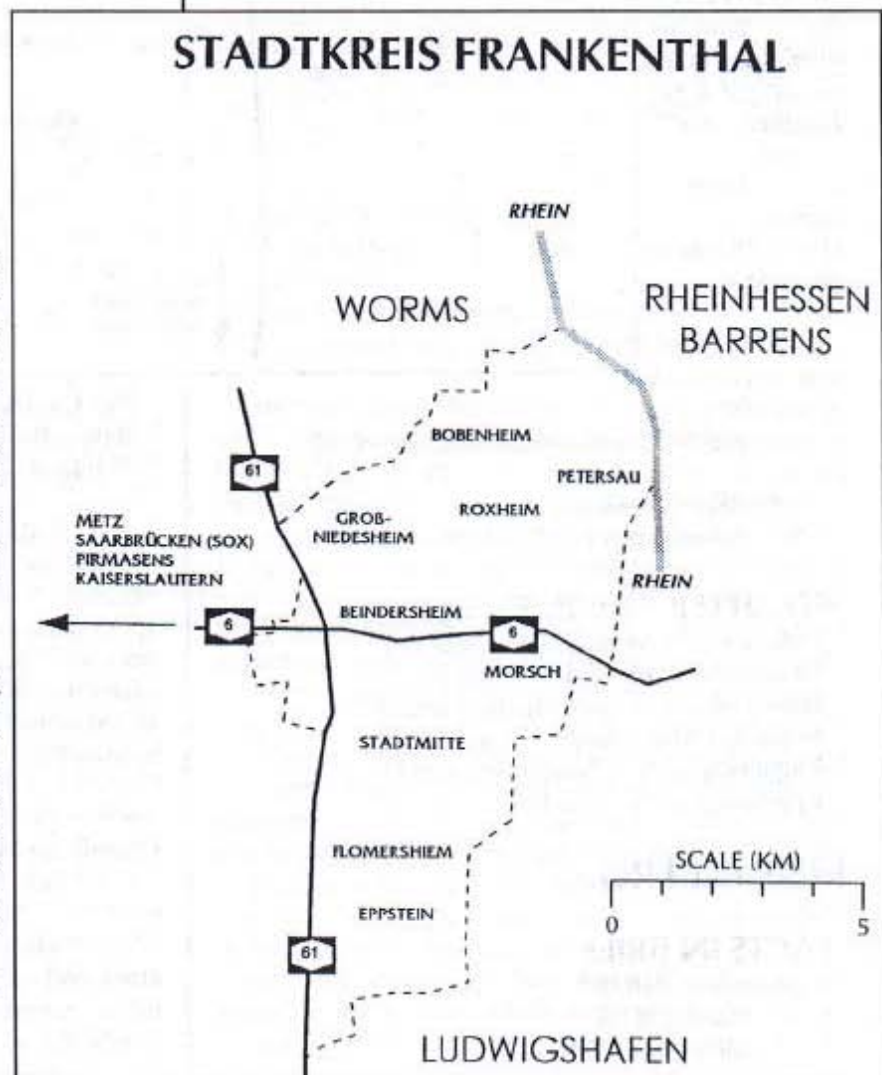 STADTKREIS FRANKENTHAL
RHEIN
WORMS
RHEINHESSEN
BARRENS
BOBENHEIM
61
PETERSAU
METZ
SAARBRÜCKEN (SOX)
PIRMASENS
KAISERSLAUTERN
GROß-
NIEDESHEIM
ROXHEIM
RHEIN
6
BEINDERSHEIM
6
MORSCH
STADTMITTE
FLOMERSHIEM
SCALE (KM)
0
5
EPPSTEIN
61
LUDWIGSHAFEN